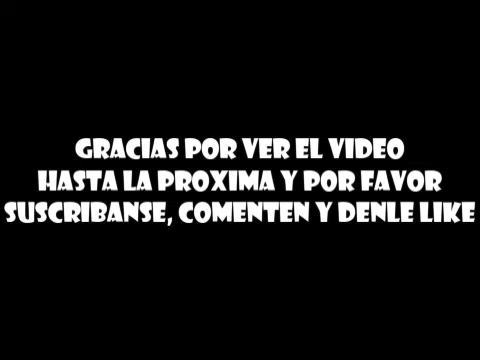 GRACIAS POR VER EL VIDEO
HASTA LA PROXIMA Y POR FAVOR
SUSCRIBANSE, COMENTEN Y DENLE LIKE